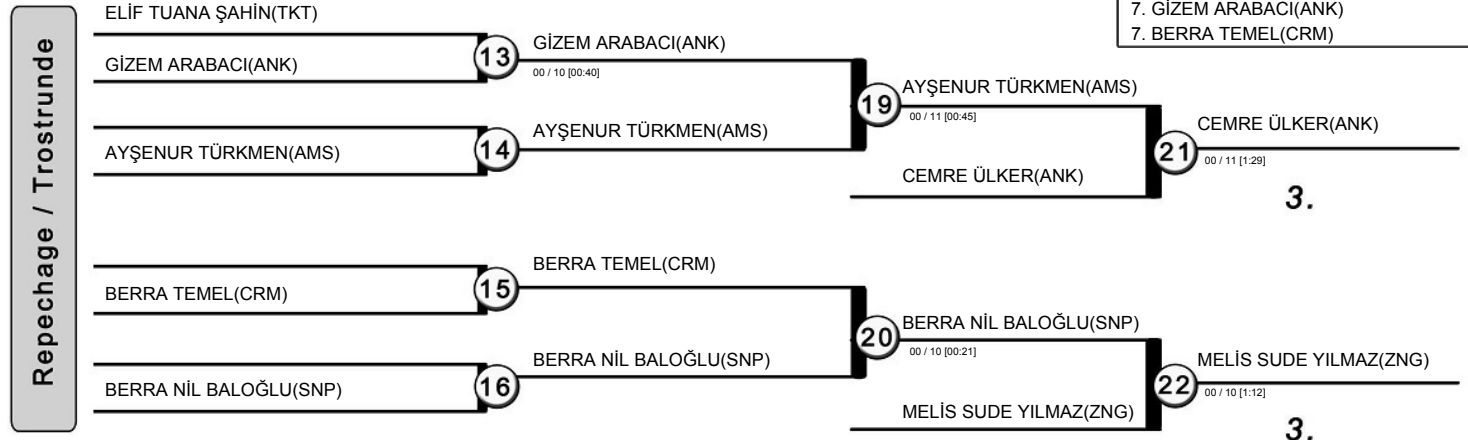 Repechage / Trostrunde
7. GİZEM ARABACI(ANK)
7. BERRA TEMEL(CRM)
ELİF TUANA ŞAHİN(TKT)
GİZEM ARABACI(ANK)
13
GİZEM ARABACI(ANK)
00 / 10 [00:40]
AYŞENUR TÜRKMEN(AMS)
14
AYŞENUR TÜRKMEN(AMS)
19
AYŞENUR TÜRKMEN(AMS)
00 / 11 [00:45]
CEMRE ÜLKER(ANK)
21
CEMRE ÜLKER(ANK)
00 / 11 [1:29]
3.
BERRA TEMEL(CRM)
15
BERRA TEMEL(CRM)
BERRA NİL BALOĞLU(SNP)
16
BERRA NİL BALOĞLU(SNP)
20
BERRA NİL BALOĞLU(SNP)
00 / 10 [00:21]
MELİS SUDE YILMAZ(ZNG)
22
MELİS SUDE YILMAZ(ZNG)
00 / 10 [1:12]
3.